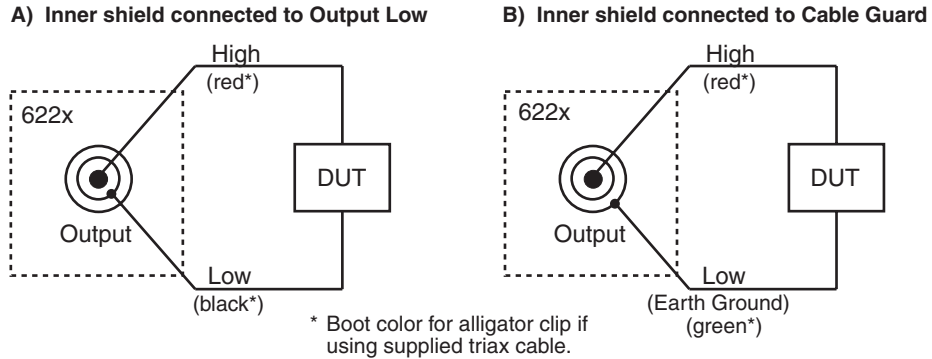 A) Inner shield connected to Output Low
High
(red*)
622x
DUT
Output
Low
(black*)
B) Inner shield connected to Cable Guard
High
(red*)
622x
DUT
Output
Low
(Earth Ground)
(green*)
* Boot color for alligator clip if
using supplied triax cable.